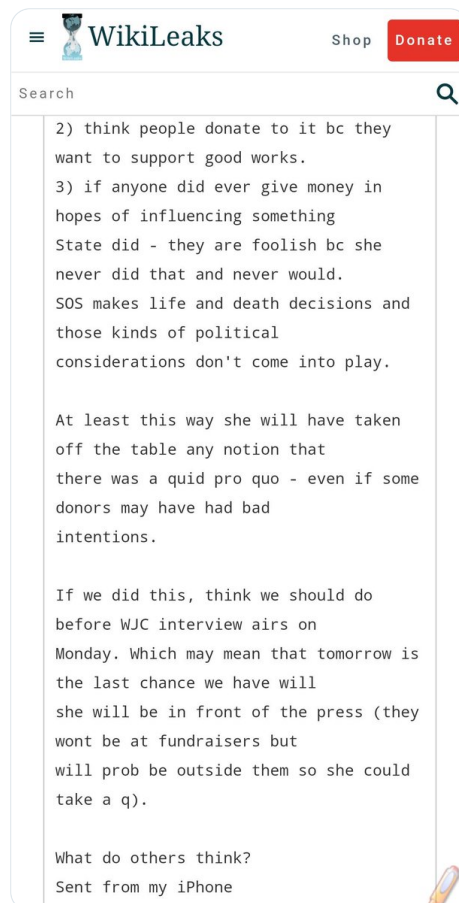 WikiLeaks
Shop
Donate
Search
2) think people donate to it bc they
want to support good works.
3) if anyone did ever give money in
hopes of influencing something
State did - they are foolish bc she
never did that and never would.
SOS makes life and death decisions and
those kinds of political
considerations don't come into play.
At least this way she will have taken
off the table any notion that
there was a quid pro quo - even if some
donors may have had bad
intentions.
If we did this, think we should do
before WJC interview airs on
Monday. Which may mean that tomorrow is
the last chance we have will
she will be in front of the press (they
wont be at fundraisers but
will prob be outside them so she could
take a q).
What do others think?
Sent from my iPhone